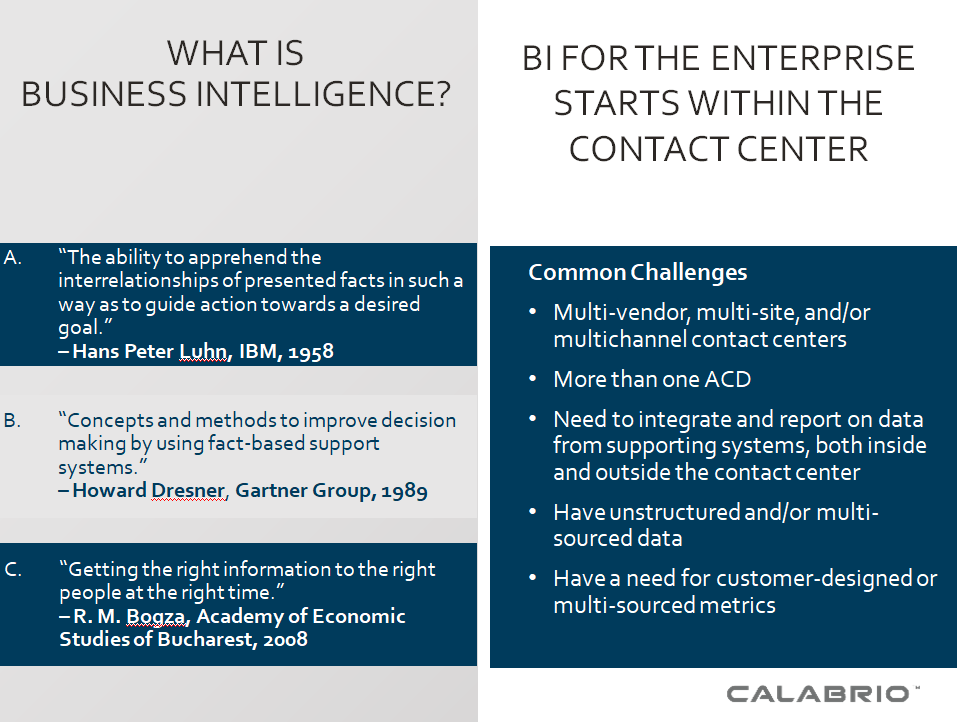 WHAT IS
BUSINESS INTELLIGENCE?
A. “The ability to apprehend the
interrelationships of presented facts in such a
way as to guide action towards a desired
goal.”
– Hans Peter Luhn, IBM, 1958
B. “Concepts and methods to improve decision
making by using fact-based support
systems.”
– Howard Dresner, Gartner Group, 1989
C. “Getting the right information to the right
people at the right time.”
– R. M. Bogza, Academy of Economic
Studies of Bucharest, 2008
BI FOR THE ENTERPRISE
STARTS WITHIN THE
CONTACT CENTER
Common Challenges
• Multi-vendor, multi-site, and/or
multichannel contact centers
• More than one ACD
• Need to integrate and report on data
from supporting systems, both inside
and outside the contact center
• Have unstructured and/or multi-
sourced data
• Have a need for customer-designed or
multi-sourced metrics
CALABRIO™